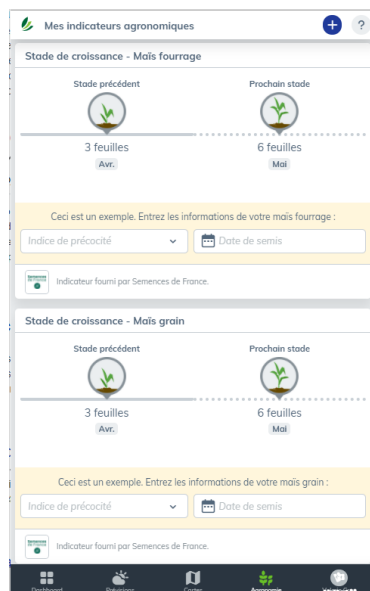 Mes indicateurs agronomiques
?
Stade de croissance - Maïs fourrage
Stade précédent
Prochain stade
3 feuilles
6 feuilles
Avr.
Mai
Ceci est un exemple. Entrez les informations de votre maïs fourrage :
Indice de précocité
Date de semis
Indicateur fourni par Semences de France.
Stade de croissance - Maïs grain
Stade précédent
Prochain stade
3 feuilles
6 feuilles
Avr.
Mai
Ceci est un exemple. Entrez les informations de votre maïs grain :
Indice de précocité
Date de semis
Indicateur fourni par Semences de France.
Dashboard
Prévisions
Cartes
Agronomie